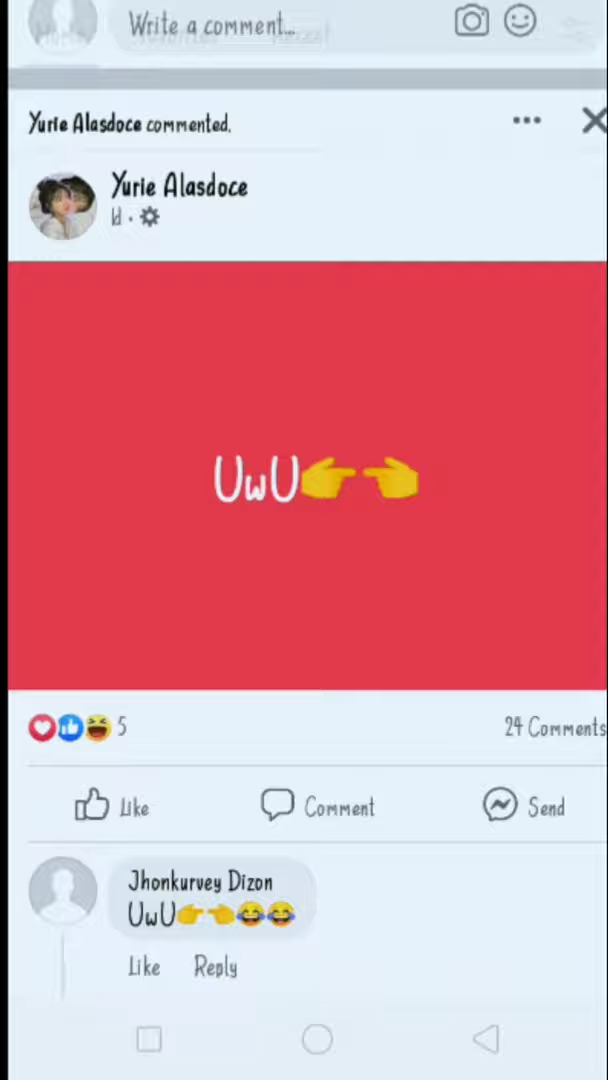 Write a comment...
Yurie Alasdoce commented.
Yurie Alasdoce
1d
UwU👉👈
5
24 Comments
Like
Comment
Send
Jhonkurvey Dizon
UwU👉👈😂😂
Like
Reply